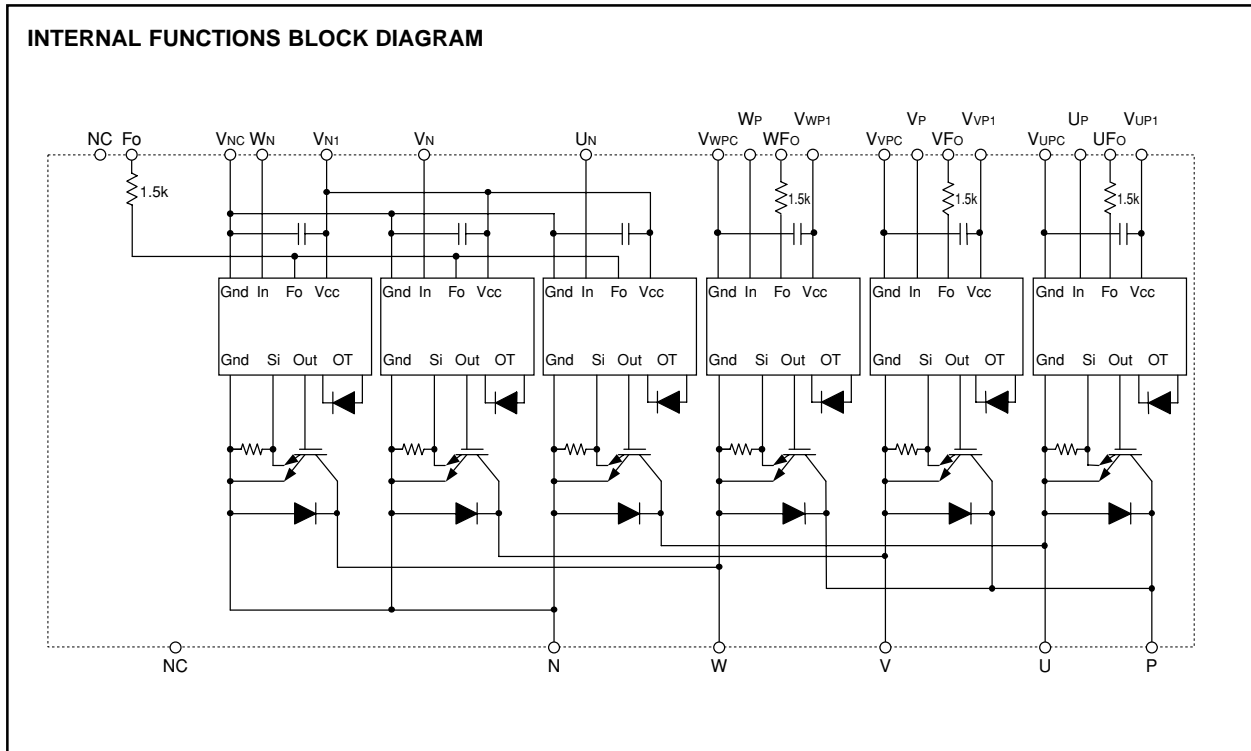 INTERNAL FUNCTIONS BLOCK DIAGRAM
WP VWP1 VP VVP1 UP VUP1
NC FO VNC WN VN1 VN UN VWPC WFO VVPC VFO VUPC UFO
1.5k 1.5k 1.5k 1.5k
Gnd In Fo Vcc Gnd In Fo Vcc Gnd In Fo Vcc Gnd In Fo Vcc Gnd In Fo Vcc Gnd In Fo Vcc
Gnd Si Out OT Gnd Si Out OT Gnd Si Out OT Gnd Si Out OT Gnd Si Out OT Gnd Si Out OT
NC N W V U P